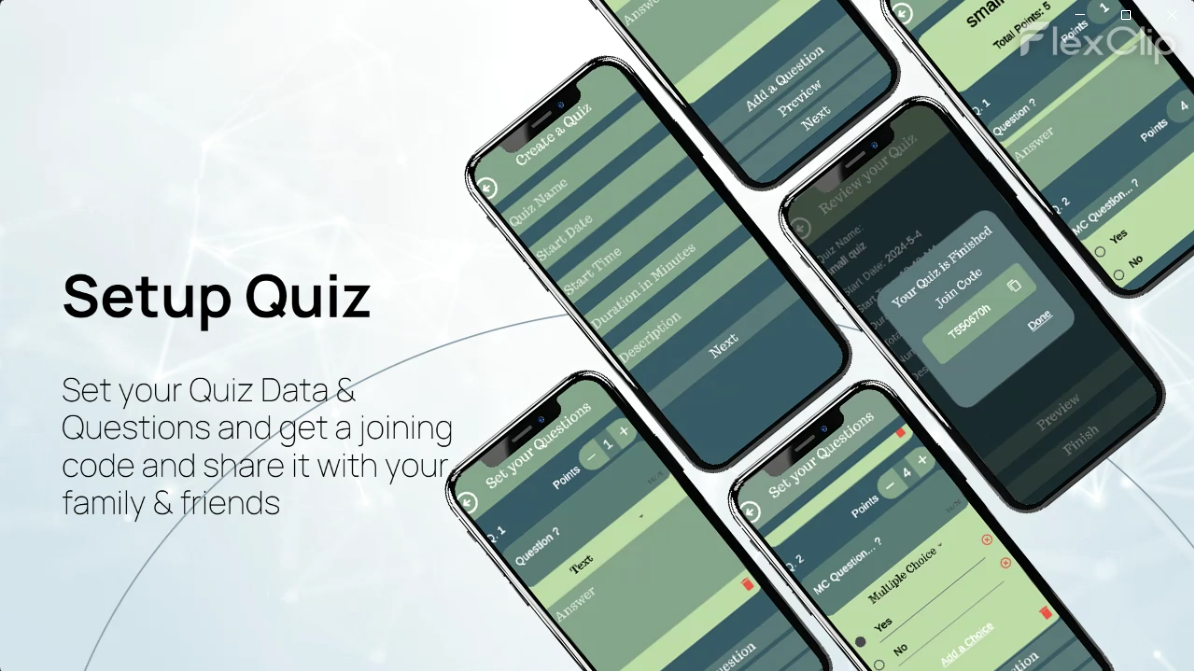 FlexClip
Setup Quiz
Set your Quiz Data &
Questions and get a joining
code and share it with your
family & friends
Create a Quiz
Quiz Name
Start Date
Start Time
Duration in Minutes
Description
Next
Answer
Add a Question
Preview
Next
small
Total Points: 5
Points 1
Q. 1
Question ?
Answer
Points 4
Q. 2
MC Question... ?
Yes
No
Review your Quiz
Quiz Name:
small quiz
Start Date: 2024-5-4
Your Quiz is Finished
Join Code
T550670h
Done
Preview
Finish
Set your Questions
Points 1
Q. 1
Question ?
Text
Answer
Set your Questions
Points 4
Q. 2
MC Question... ?
Multiple Choice
Yes
No
Add a Choice